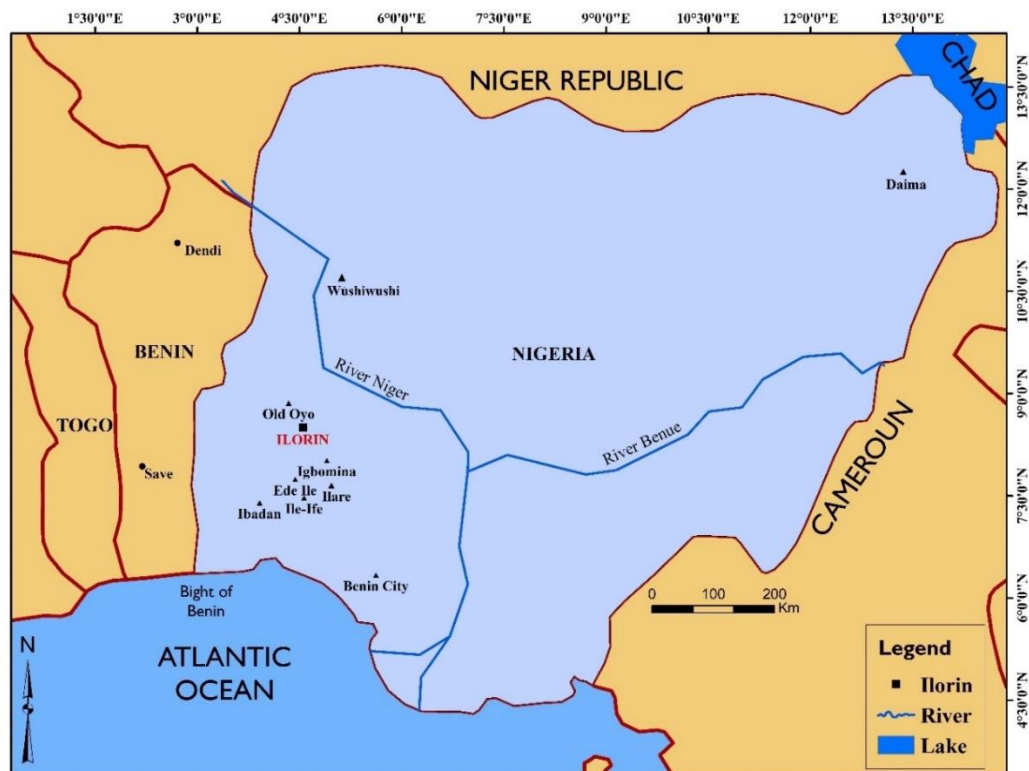 1°30'0"E 3°0'0"E 4°30'0"E 6°0'0"E 7°30'0"E 9°0'0"E 10°30'0"E 12°0'0"E 13°30'0"E
NIGER REPUBLIC
CHAD
13°30'0"N
Daima
12°0'0"N
Dendi
Wushiwushi
10°30'0"N
BENIN
NIGERIA
River Niger
9°0'0"N
Old Oyo
TOGO
ILORIN
River Benue
CAMEROUN
Save
Igbomina
Ede Ile
Ilare
7°30'0"N
Ibadan
Ile-Ife
Benin City
Bight of
Benin
6°0'0"N
0 100 200
Km
N
ATLANTIC
OCEAN
Legend
Ilorin
4°30'0"N
River
Lake